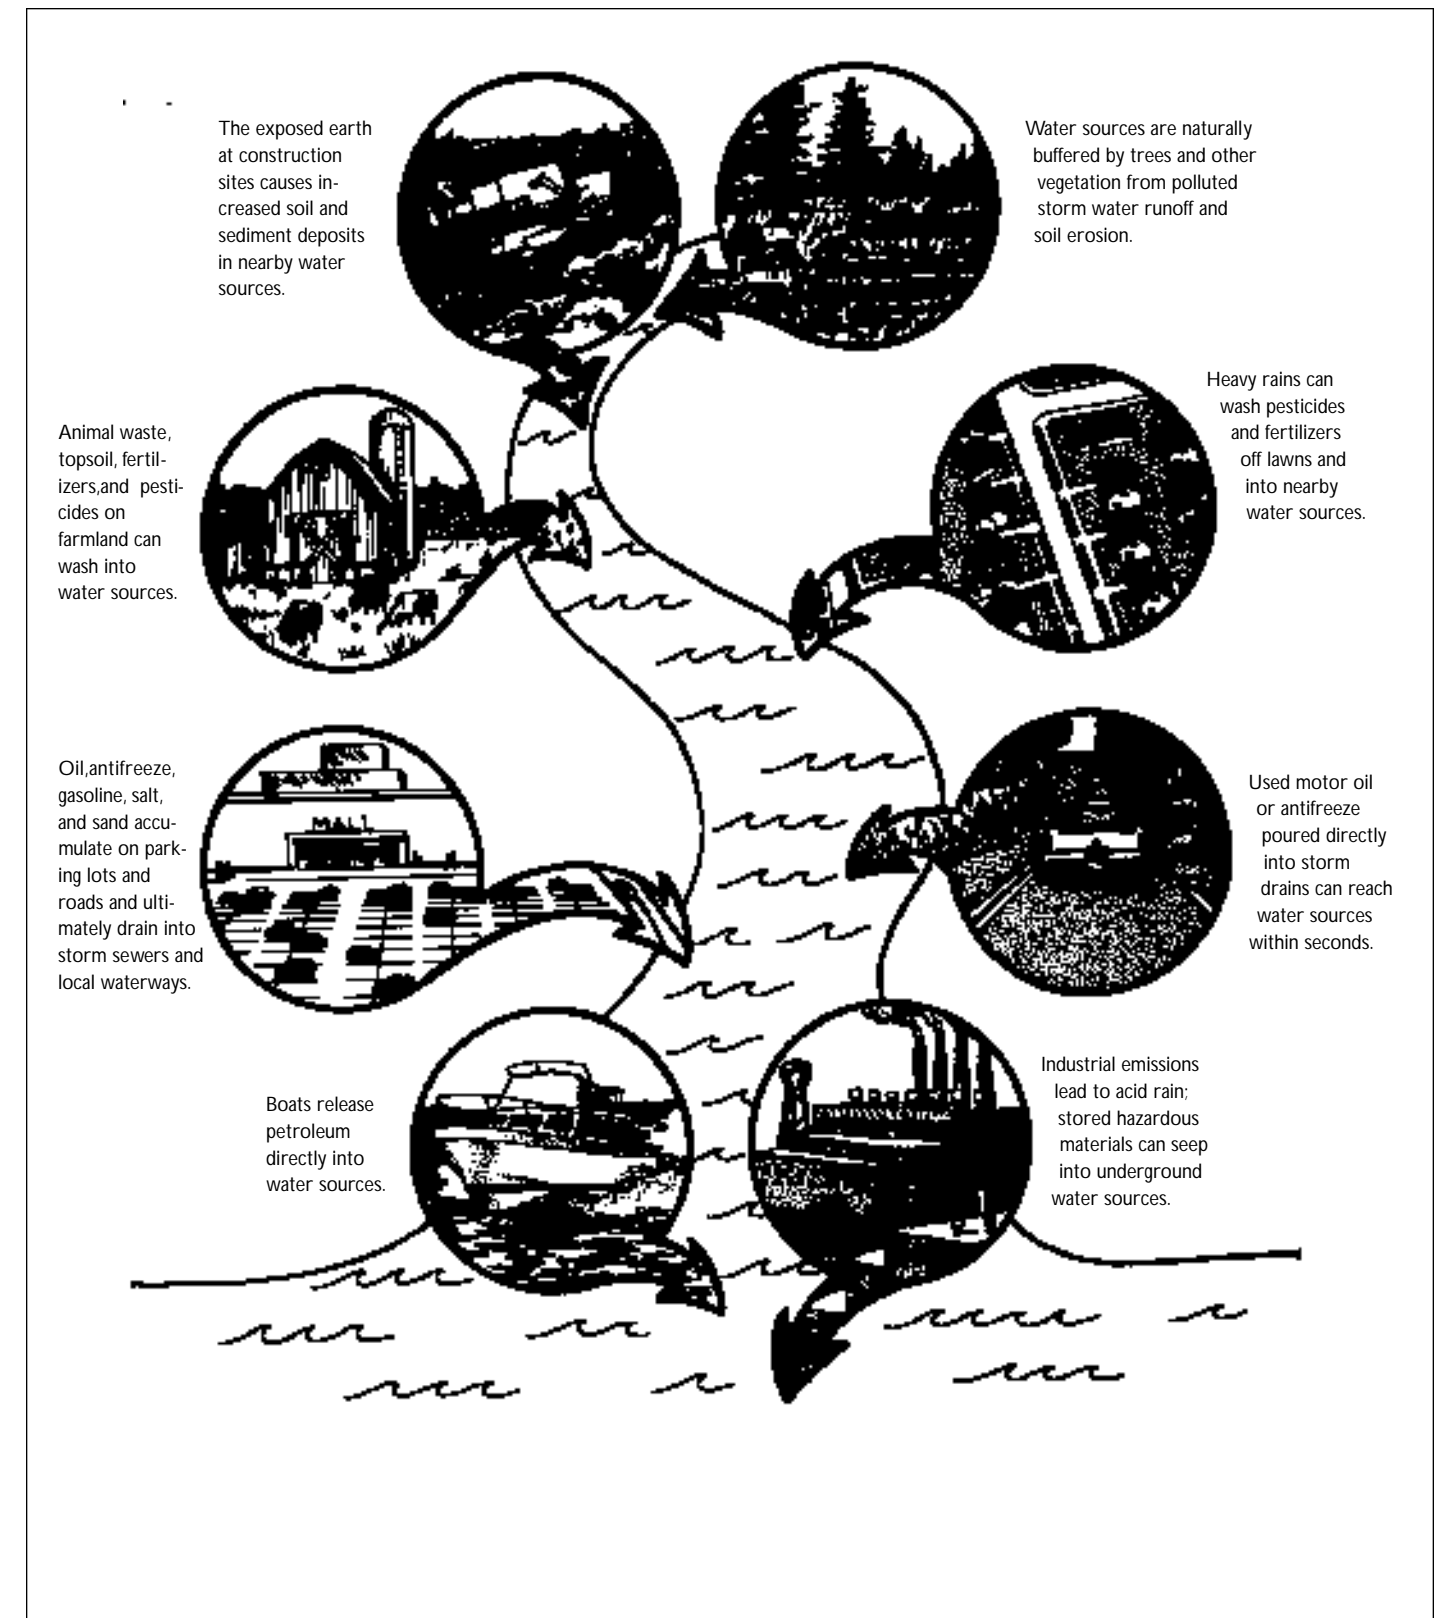 The exposed earth
at construction
sites causes in-
creased soil and
sediment deposits
in nearby water
sources.
Water sources are naturally
buffered by trees and other
vegetation from polluted
storm water runoff and
soil erosion.
Heavy rains can
wash pesticides
and fertilizers
off lawns and
into nearby
water sources.
Animal waste,
topsoil, fertil-
izers,and pesti-
cides on
farmland can
wash into
water sources.
MALL
Oil,antifreeze,
gasoline, salt,
and sand accu-
mulate on park-
ing lots and
roads and ulti-
mately drain into
storm sewers and
local waterways.
Used motor oil
or antifreeze
poured directly
into storm
drains can reach
water sources
within seconds.
Boats release
petroleum
directly into
water sources.
Industrial emissions
lead to acid rain;
stored hazardous
materials can seep
into underground
water sources.